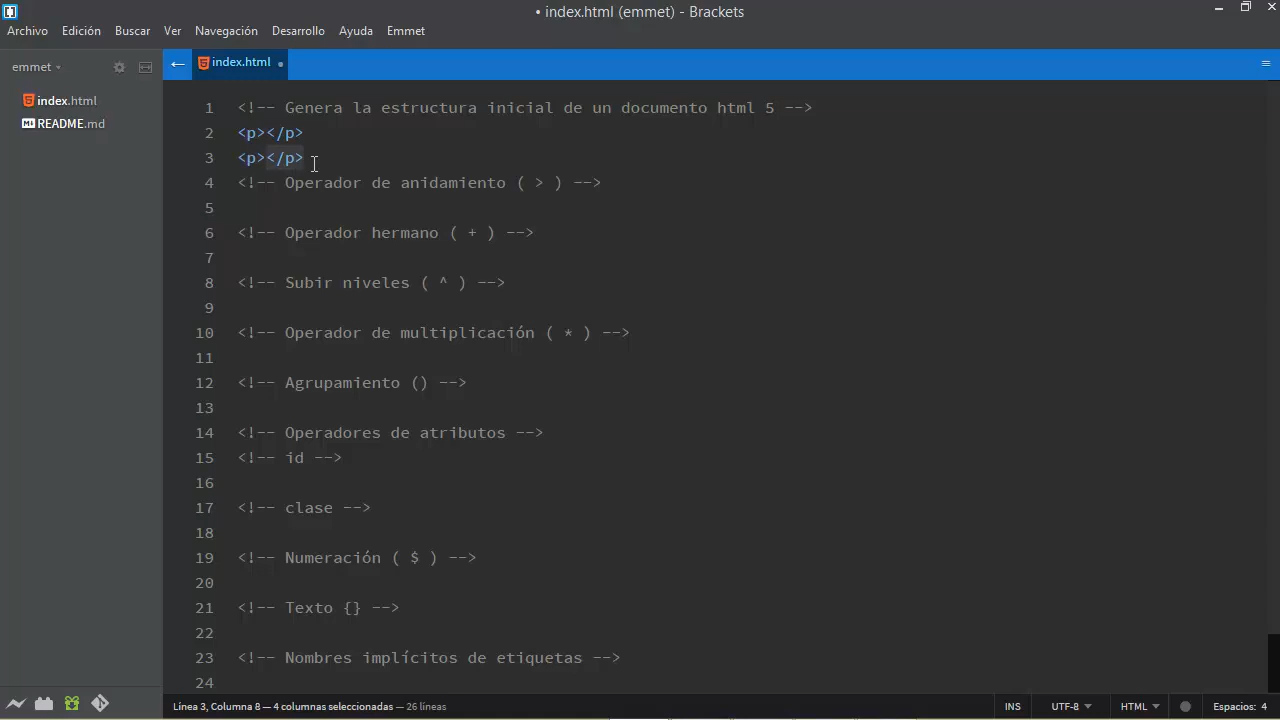 • index.html (emmet) - Brackets
Archivo Edición Buscar Ver Navegación Desarrollo Ayuda Emmet
emmet
index.html
index.html
README.md
1 <!-- Genera la estructura inicial de un documento html 5 -->
2 <p></p>
3 <p></p>
4 <!-- Operador de anidamiento ( > ) -->
5
6 <!-- Operador hermano ( + ) -->
7
8 <!-- Subir niveles ( ^ ) -->
9
10 <!-- Operador de multiplicación ( * ) -->
11
12 <!-- Agrupamiento () -->
13
14 <!-- Operadores de atributos -->
15 <!-- id -->
16
17 <!-- clase -->
18
19 <!-- Numeración ( $ ) -->
20
21 <!-- Texto {} -->
22
23 <!-- Nombres implícitos de etiquetas -->
24
Línea 3, Columna 8 — 4 columnas seleccionadas — 26 líneas INS UTF-8 HTML Espacios: 4